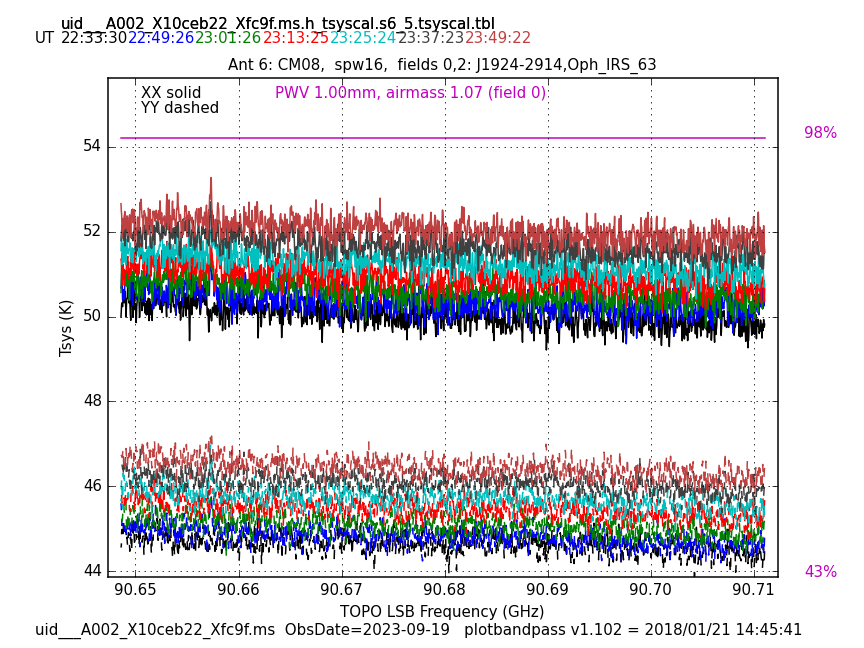 uid___A002_X10ceb22_Xfc9f.ms.h_tsyscal.s6_5.tsyscal.tbl
UT 22:33:30 22:49:26 23:01:26 23:13:25 23:25:24 23:37:23 23:49:22
Ant 6: CM08,  spw16,  fields 0,2: J1924-2914,Oph_IRS_63
XX solid
PWV 1.00mm, airmass 1.07 (field 0)
YY dashed
98%
54
52
50
48
46
44
Tsys (K)
43%
90.65 90.66 90.67 90.68 90.69 90.70 90.71
TOPO LSB Frequency (GHz)
uid___A002_X10ceb22_Xfc9f.ms  ObsDate=2023-09-19   plotbandpass v1.102 = 2018/01/21 14:45:41